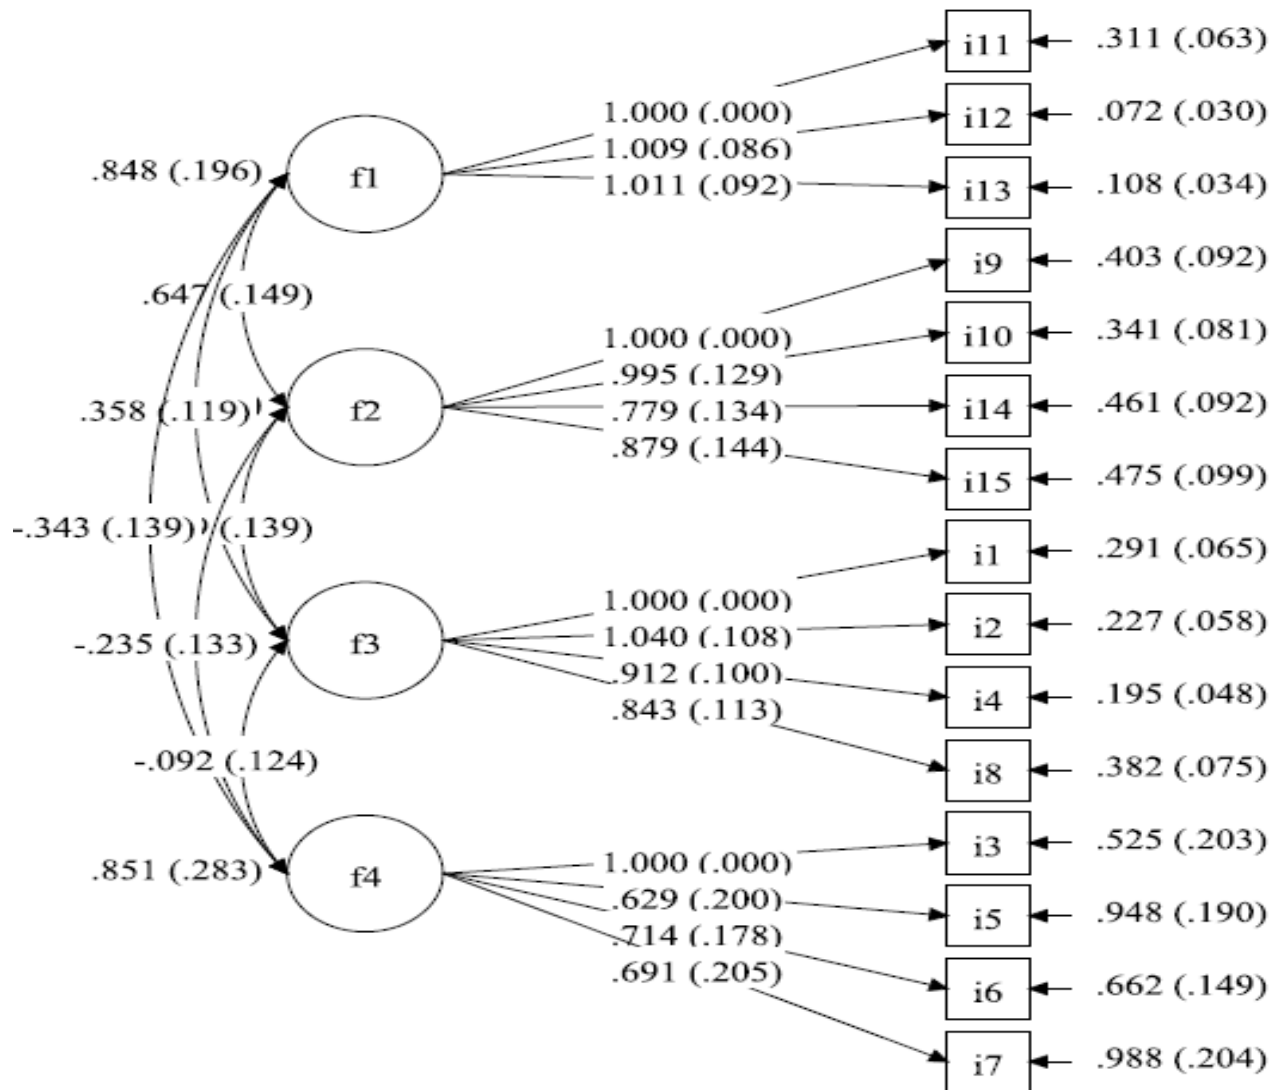 i11 .311 (.063)
1.000 (.000) i12 .072 (.030)
.848 (.196) f1 1.009 (.086)
1.011 (.092) i13 .108 (.034)
i9 .403 (.092)
.647 (.149)
1.000 (.000) i10 .341 (.081)
.995 (.129)
.358 (.119) f2 .779 (.134) i14 .461 (.092)
.879 (.144)
i15 .475 (.099)
-.343 (.139) (.139)
i1 .291 (.065)
1.000 (.000)
-.235 (.133) f3 1.040 (.108) i2 .227 (.058)
.912 (.100)
.843 (.113) i4 .195 (.048)
-.092 (.124) i8 .382 (.075)
1.000 (.000) i3 .525 (.203)
.851 (.283) f4 .629 (.200)
.714 (.178) i5 .948 (.190)
.691 (.205) i6 .662 (.149)
i7 .988 (.204)